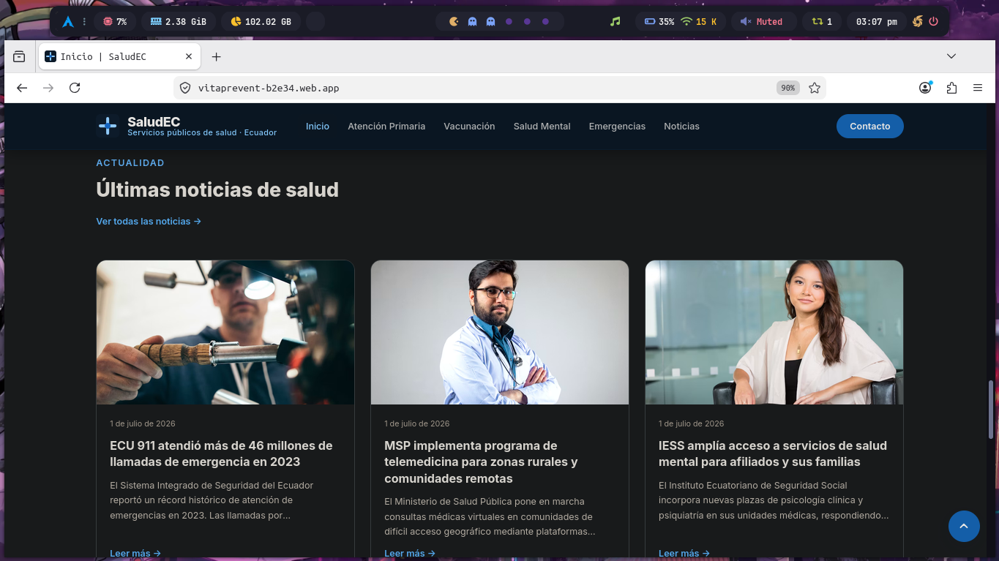 7%
2.38 GiB
102.02 GB
35%
15 K
Muted
1
03:07 pm
Inicio | SaludEC
vitaprevent-b2e34.web.app
90%
SaludEC
Servicios públicos de salud · Ecuador
Inicio
Atención Primaria
Vacunación
Salud Mental
Emergencias
Noticias
Contacto
ACTUALIDAD
Últimas noticias de salud
Ver todas las noticias →
1 de julio de 2026
ECU 911 atendió más de 46 millones de
llamadas de emergencia en 2023
El Sistema Integrado de Seguridad del Ecuador
reportó un récord histórico de atención de
emergencias en 2023. Las llamadas por...
Leer más →
1 de julio de 2026
MSP implementa programa de
telemedicina para zonas rurales y
comunidades remotas
El Ministerio de Salud Pública pone en marcha
consultas médicas virtuales en comunidades de
difícil acceso geográfico mediante plataformas...
Leer más →
1 de julio de 2026
IESS amplía acceso a servicios de salud
mental para afiliados y sus familias
El Instituto Ecuatoriano de Seguridad Social
incorpora nuevas plazas de psicología clínica y
psiquiatría en sus unidades médicas, respondiendo...
Leer más →